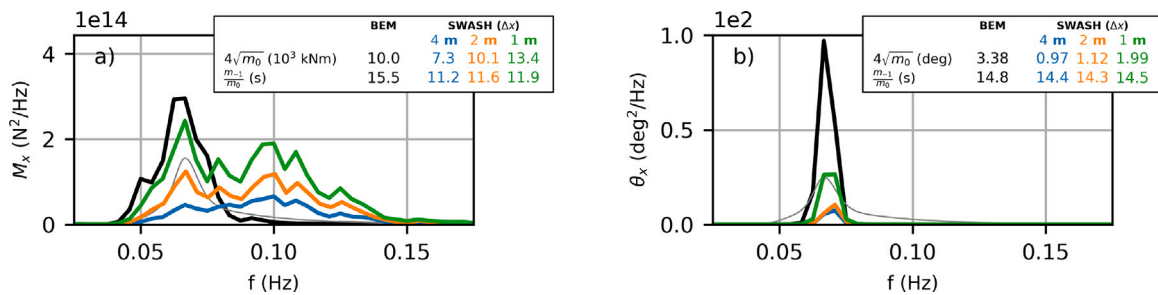 1e14
a)
BEM SWASH (Δx)
4 m 2 m 1 m
4√m₀ (10³ kNm) 10.0 7.3 10.1 13.4
m₋₁/m₀ (s) 15.5 11.2 11.6 11.9
Mₓ (N²/Hz)
4
2
0
0.05 0.10 0.15
f (Hz)
1e2
b)
BEM SWASH (Δx)
4 m 2 m 1 m
4√m₀ (deg) 3.38 0.97 1.12 1.99
m₋₁/m₀ (s) 14.8 14.4 14.3 14.5
θₓ (deg²/Hz)
1.0
0.5
0.0
0.05 0.10 0.15
f (Hz)